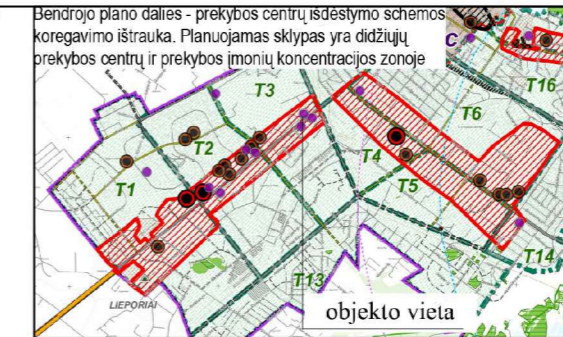 Bendrojo plano dalies - prekybos centrų išdėstymo schemos
koregavimo ištrauka. Planuojamas sklypas yra didžiųjų
prekybos centrų ir prekybos įmonių koncentracijos zonoje
C
T16
T3
T6
T2
T4
T1
T5
T14
T13
LIEPORIAI
objekto vieta